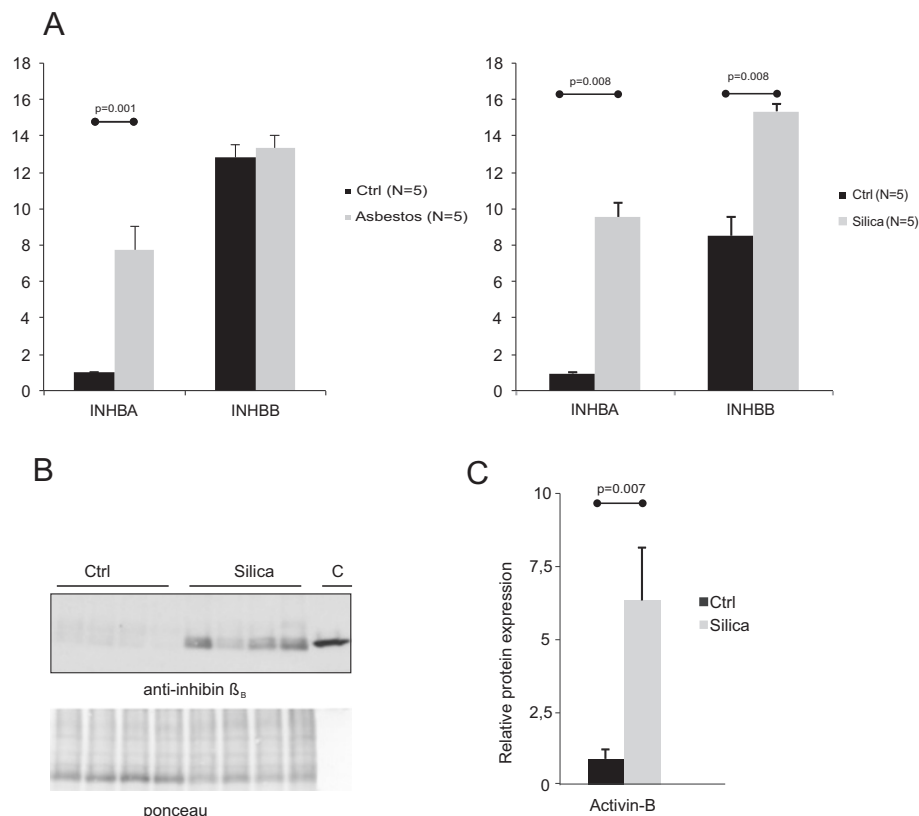 A
18
16
14
12
10
8
6
4
2
0
p=0.001
INHBA INHBB
Ctrl (N=5)
Asbestos (N=5)
18
16
14
12
10
8
6
4
2
0
p=0.008
p=0.008
INHBA INHBB
Ctrl (N=5)
Silica (N=5)
B
Ctrl Silica C
anti-inhibin ß_B
ponceau
C
Relative protein expression
10
7,5
5
2,5
0
p=0.007
Ctrl
Silica
Activin-B